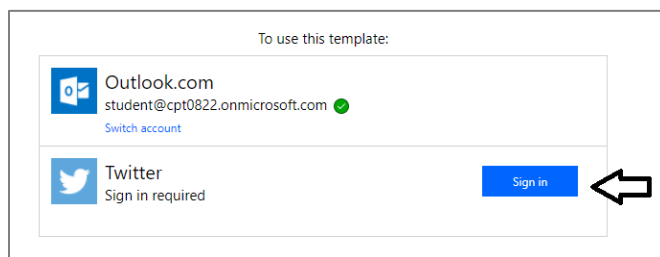 To use this template:
Outlook.com
student@cpt0822.onmicrosoft.com
Switch account
Twitter
Sign in required
Sign in